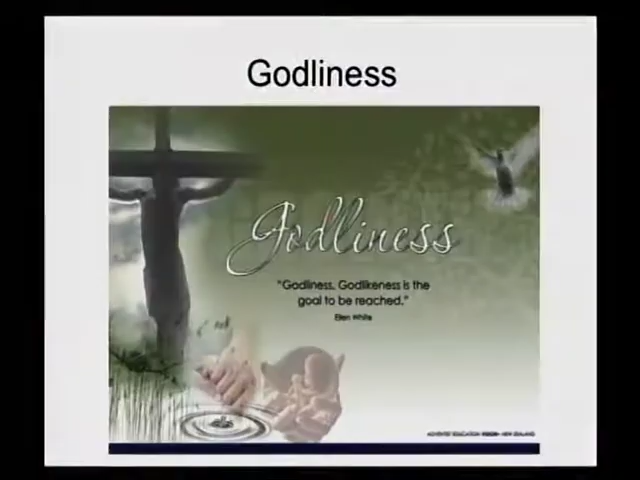 Godliness
Godliness
"Godliness, Godlikeness is the
goal to be reached."
Ellen White